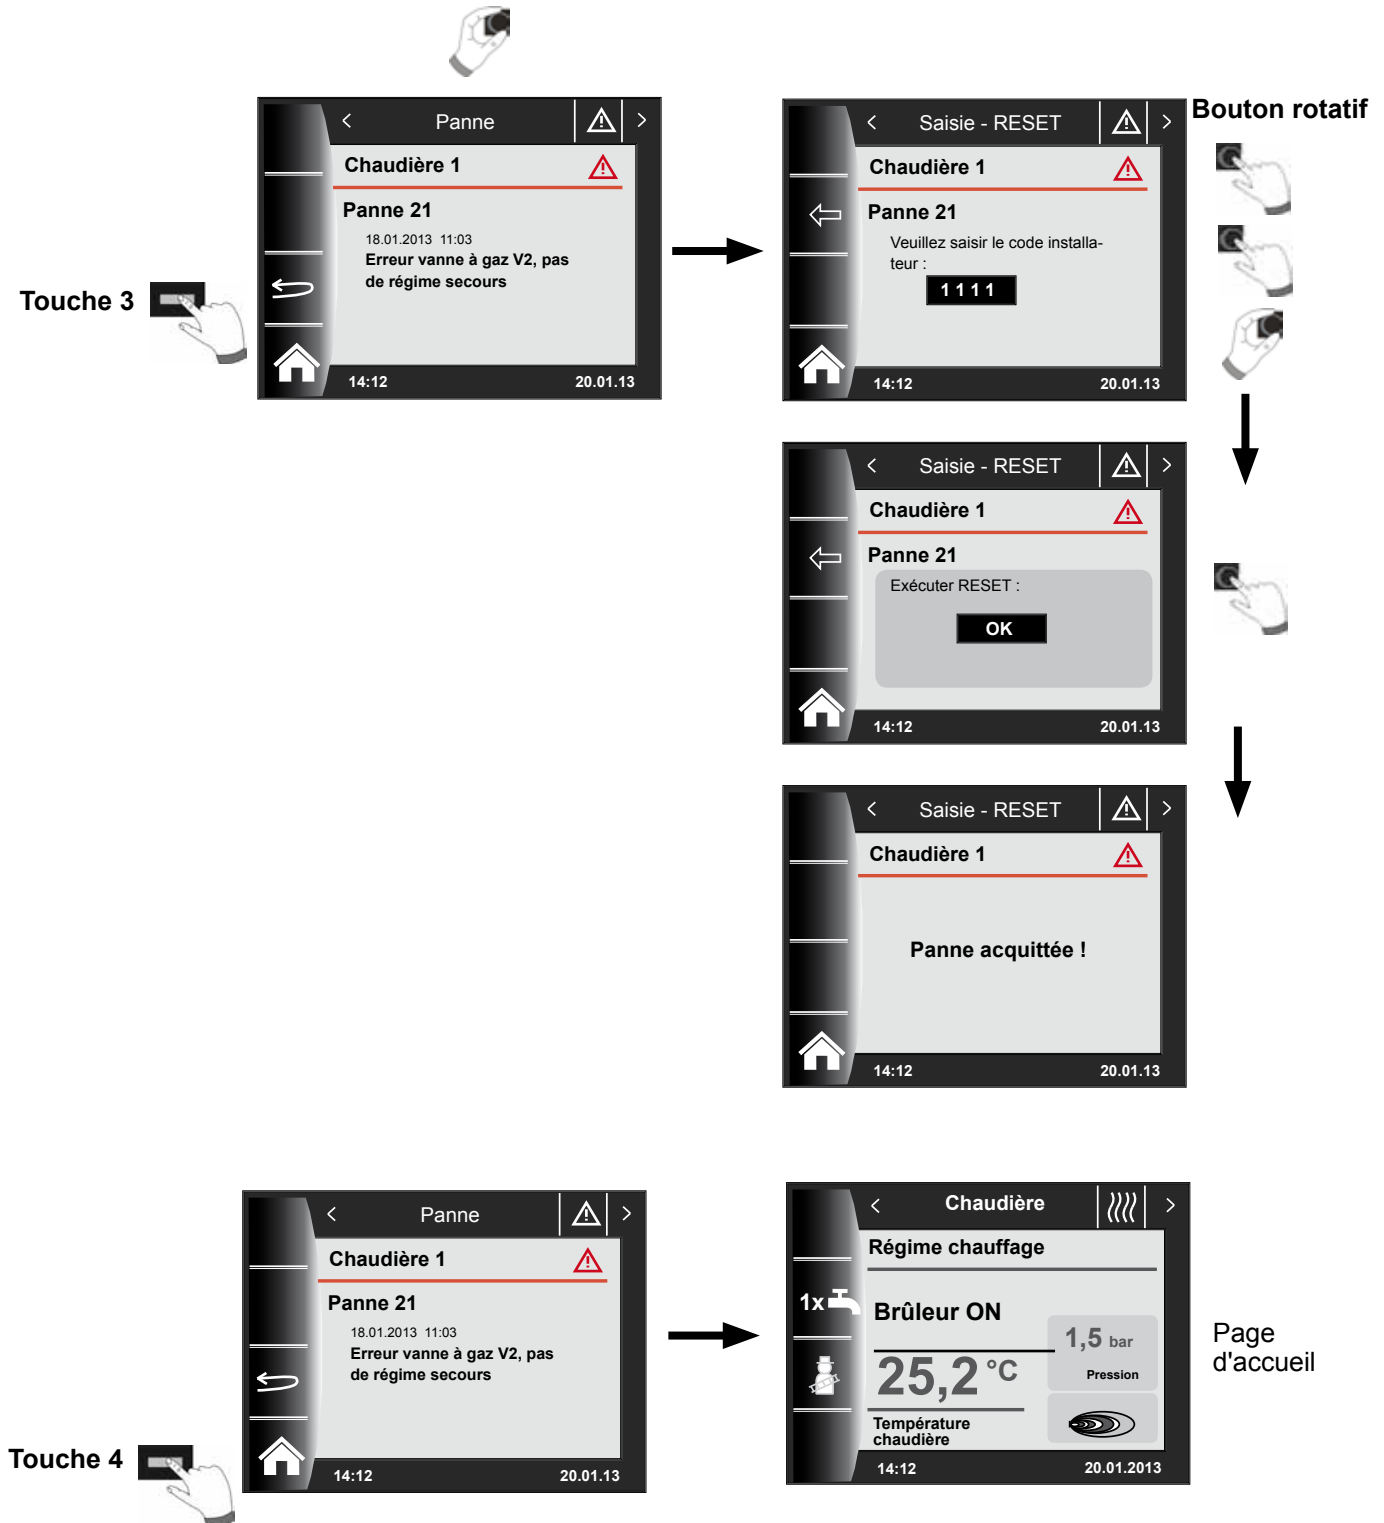 Panne
Chaudière 1
Panne 21
18.01.2013 11:03
Erreur vanne à gaz V2, pas
de régime secours
14:12 20.01.13
Touche 3
Saisie - RESET
Chaudière 1
Panne 21
Veuillez saisir le code installa-
teur :
1 1 1 1
14:12 20.01.13
Bouton rotatif
Saisie - RESET
Chaudière 1
Panne 21
Exécuter RESET :
OK
14:12 20.01.13
Saisie - RESET
Chaudière 1
Panne acquittée !
14:12 20.01.13
Panne
Chaudière 1
Panne 21
18.01.2013 11:03
Erreur vanne à gaz V2, pas
de régime secours
14:12 20.01.13
Touche 4
Chaudière
Régime chauffage
1x
Brûleur ON
1,5 bar
Pression
25,2 °C
Température
chaudière
14:12 20.01.2013
Page
d'accueil